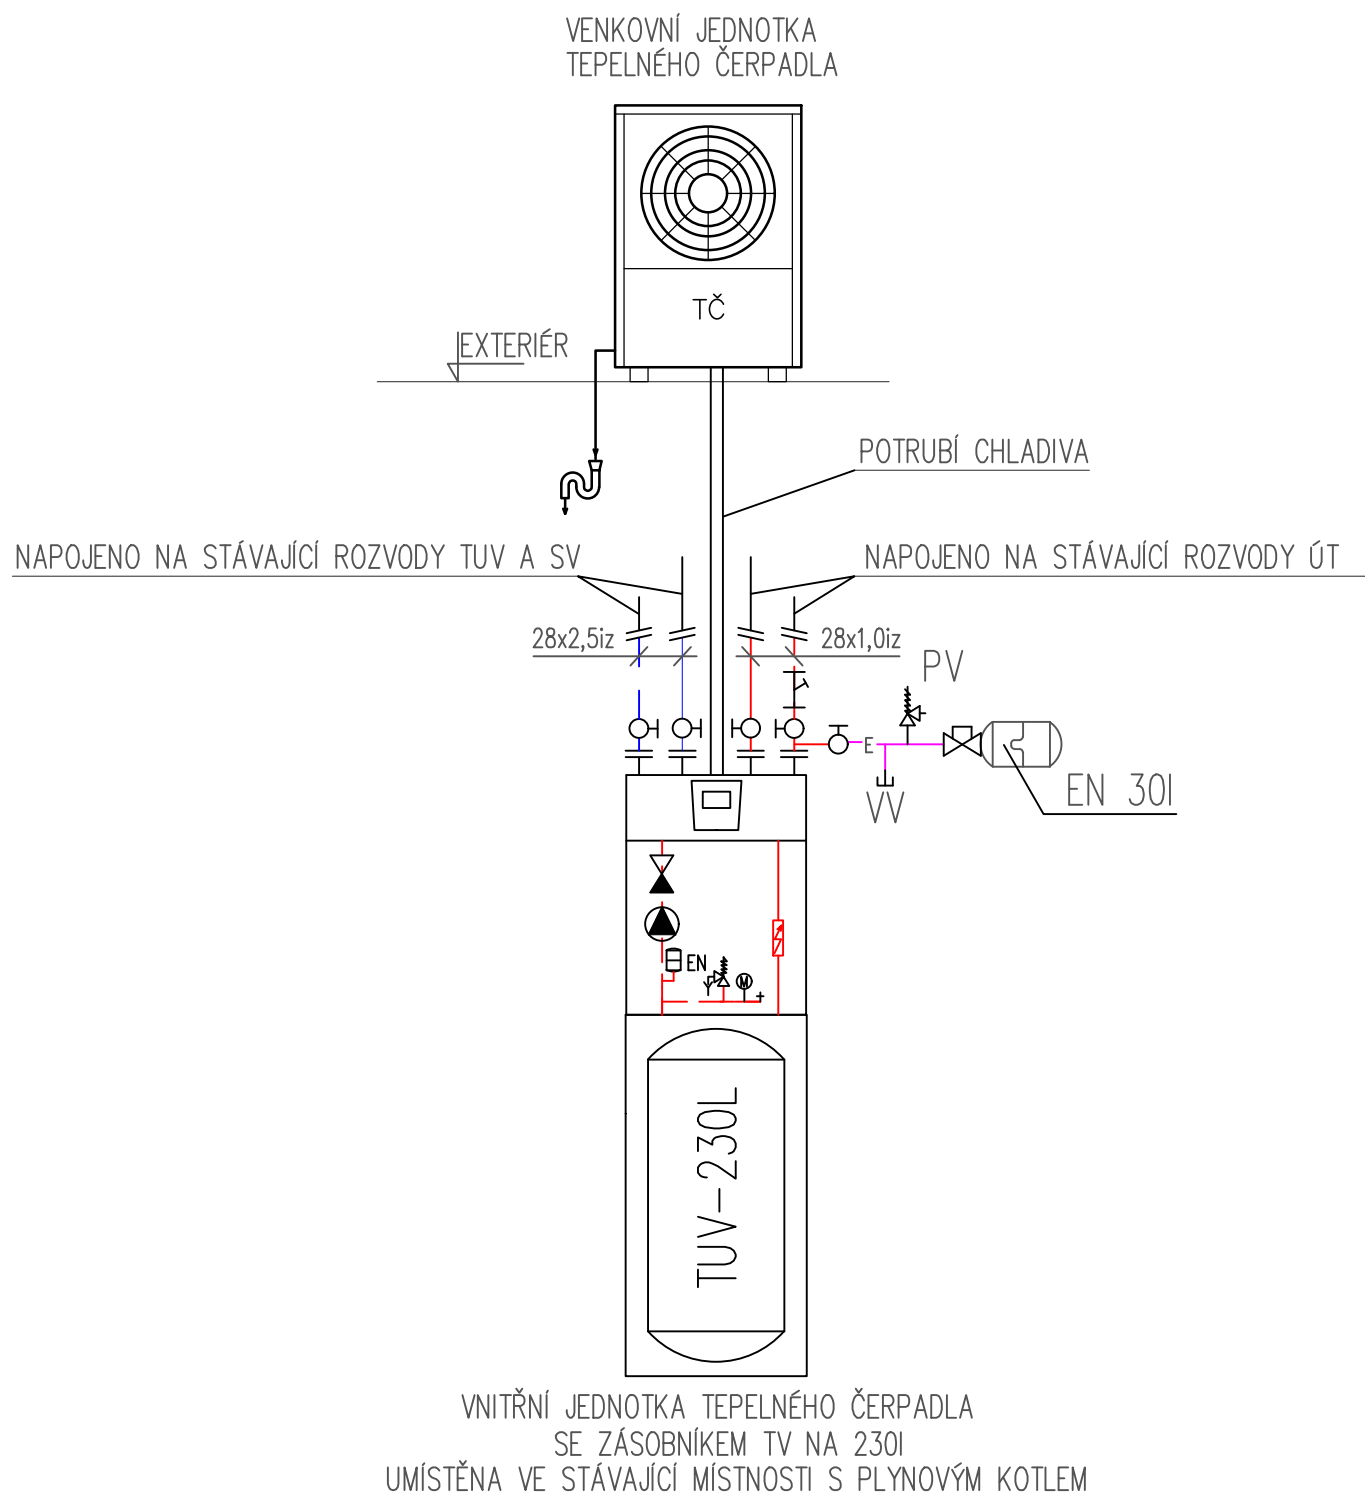 VENKOVNÍ JEDNOTKA
TEPELNÉHO ČERPADLA
TČ
EXTERIÉR
POTRUBÍ CHLADIVA
NAPOJENO NA STÁVAJÍCÍ ROZVODY TUV A SV
NAPOJENO NA STÁVAJÍCÍ ROZVODY ÚT
28x2,5iz
28x1,0iz
PV
E
EN 30l
VV
EN
M
TUV-230L
VNITŘNÍ JEDNOTKA TEPELNÉHO ČERPADLA
SE ZÁSOBNÍKEM TV NA 230l
UMÍSTĚNA VE STÁVAJÍCÍ MÍSTNOSTI S PLYNOVÝM KOTLEM